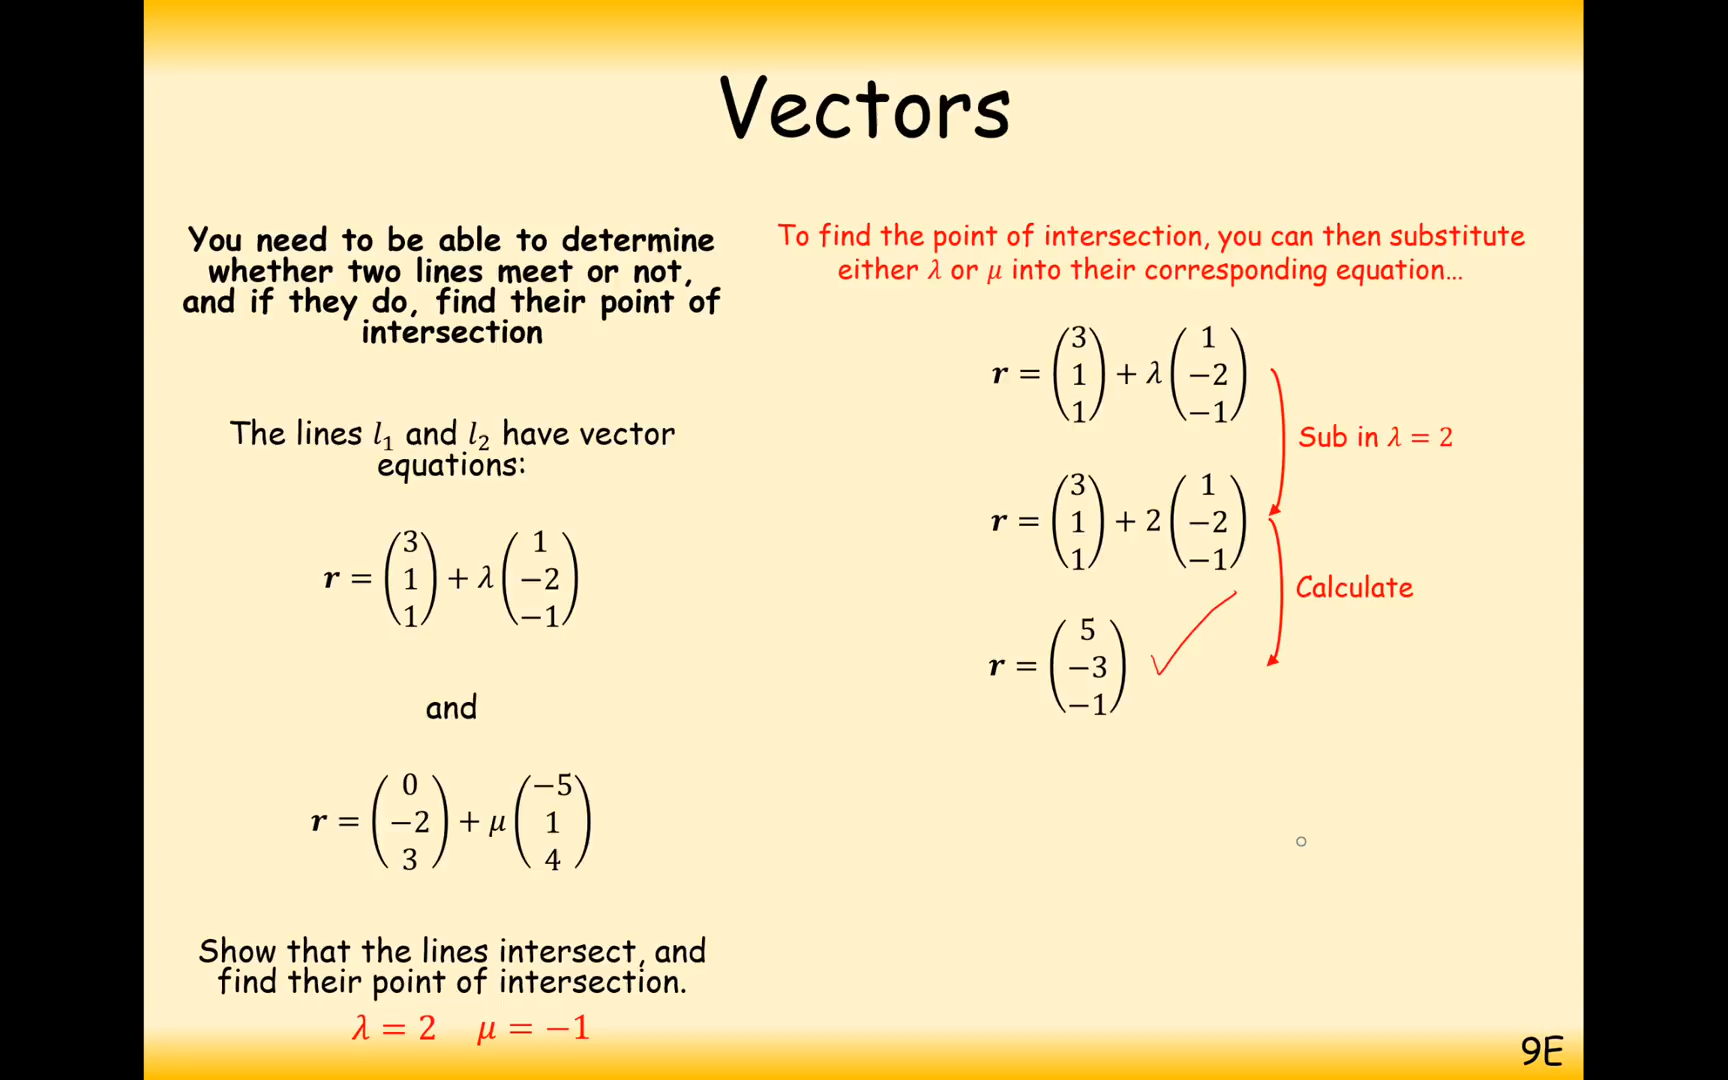 Vectors
You need to be able to determine
whether two lines meet or not,
and if they do, find their point of
intersection
The lines l₁ and l₂ have vector
equations:
r = (3 1 1) + λ (1 −2 −1)
and
r = (0 −2 3) + μ (−5 1 4)
Show that the lines intersect, and
find their point of intersection.
λ = 2 μ = −1
To find the point of intersection, you can then substitute
either λ or μ into their corresponding equation…
r = (3 1 1) + λ (1 −2 −1)
Sub in λ = 2
r = (3 1 1) + 2 (1 −2 −1)
Calculate
r = (5 −3 −1)
9E